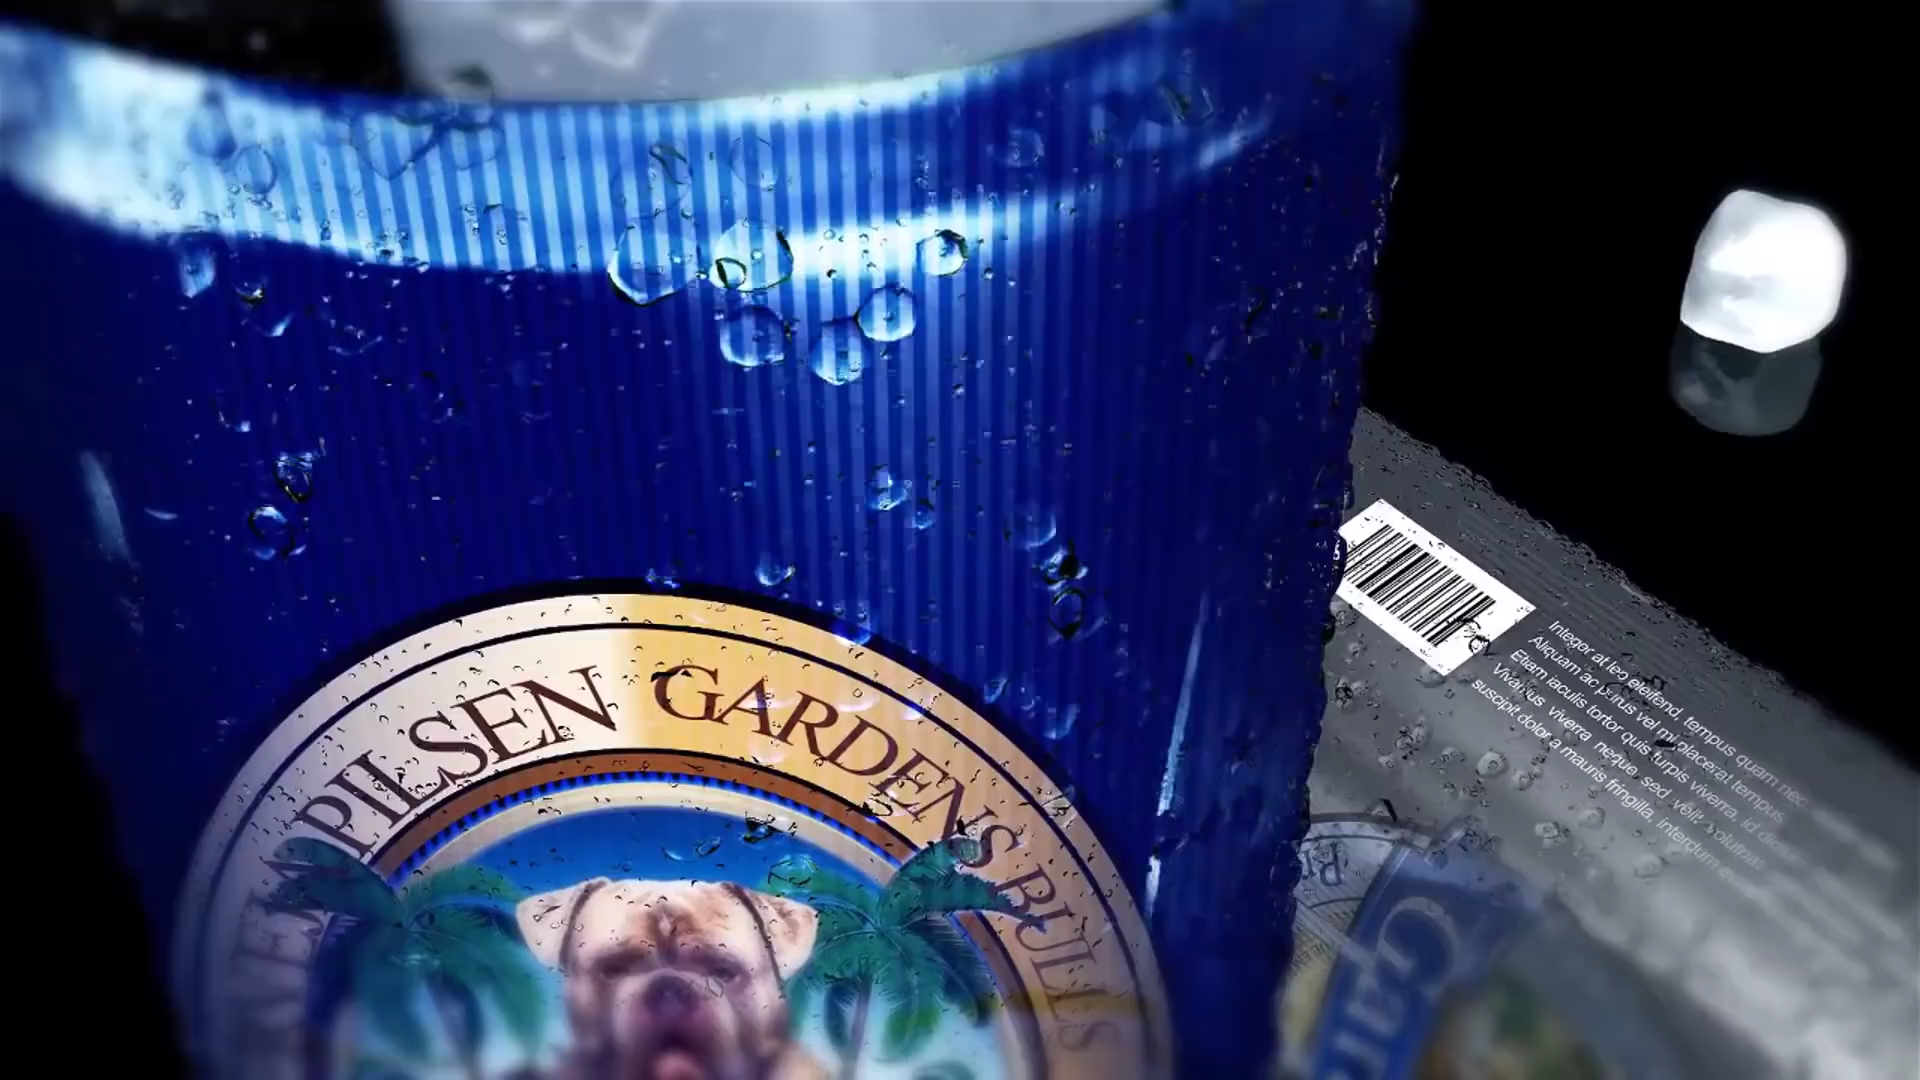 PILSEN GARDENS BULLS
Integer at leo eleifend, tempus quam nec
Aliquam ac purus vel mi placerat tempus
Etiam iaculis tortor quis turpis viverra, id
Vivamus viverra neque sed velit volutpat
suscipit dolor a mauris fringilla, interdum
Gar